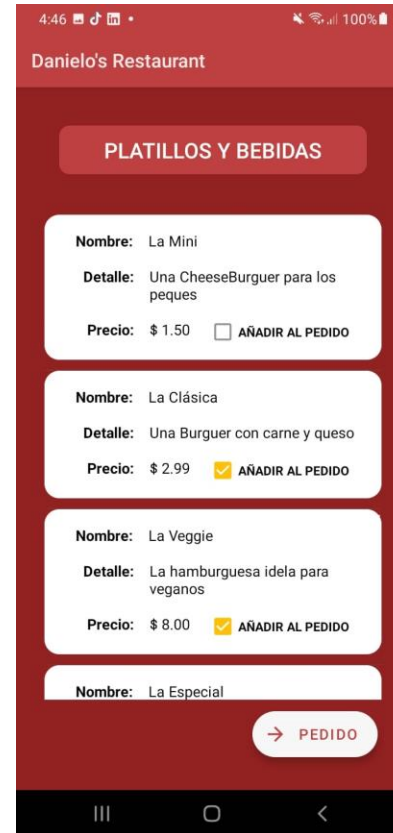 4:46
100%
Danielo's Restaurant
PLATILLOS Y BEBIDAS
Nombre: La Mini
Detalle: Una CheeseBurguer para los
peques
Precio: $ 1.50 AÑADIR AL PEDIDO
Nombre: La Clásica
Detalle: Una Burguer con carne y queso
Precio: $ 2.99 AÑADIR AL PEDIDO
Nombre: La Veggie
Detalle: La hamburguesa idela para
veganos
Precio: $ 8.00 AÑADIR AL PEDIDO
Nombre: La Especial
PEDIDO